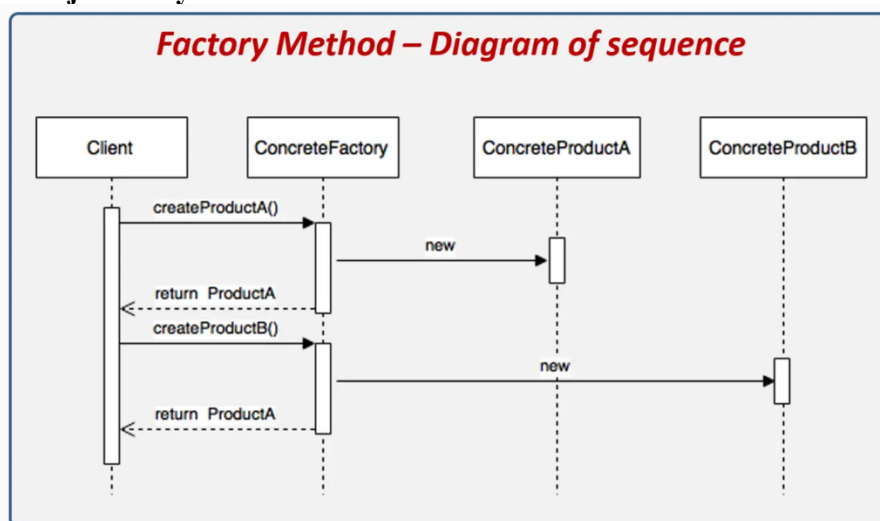 Factory Method – Diagram of sequence
Client
ConcreteFactory
ConcreteProductA
ConcreteProductB
createProductA()
new
return ProductA
createProductB()
new
return ProductA